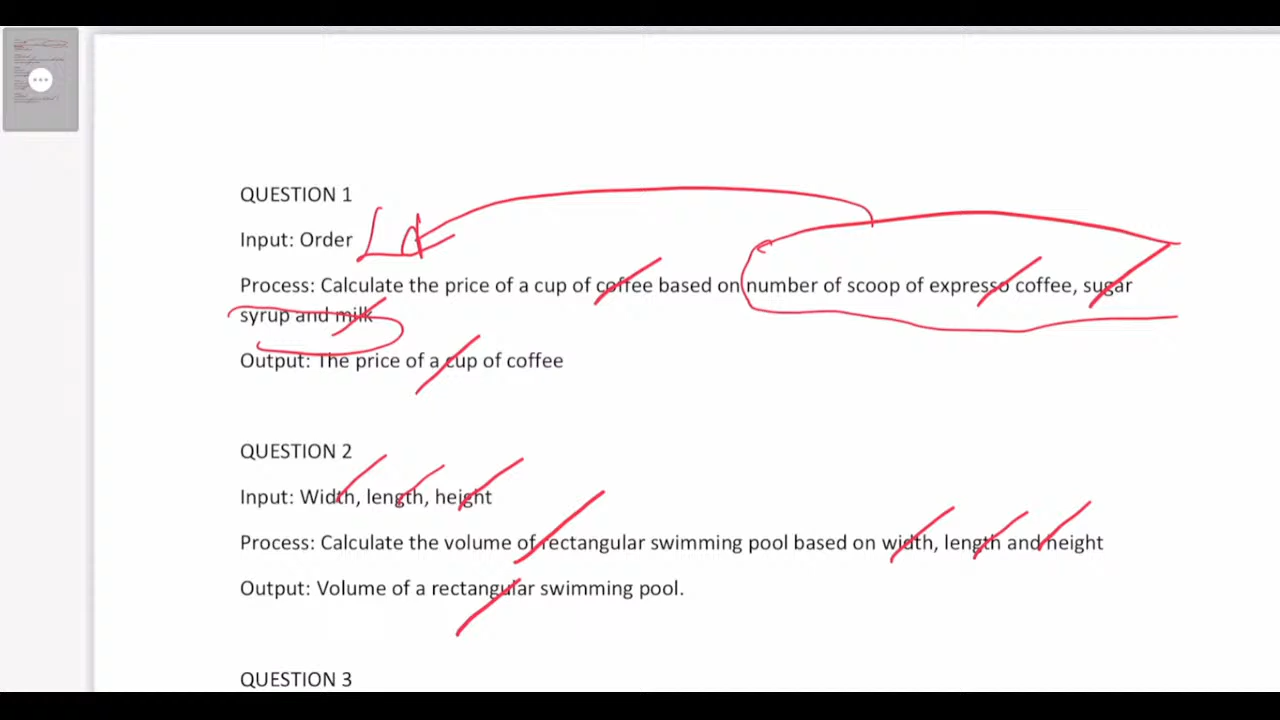 QUESTION 1
Input: Order
Process: Calculate the price of a cup of coffee based on number of scoop of expresso coffee, sugar
syrup and milk
Output: The price of a cup of coffee
QUESTION 2
Input: Width, length, height
Process: Calculate the volume of rectangular swimming pool based on width, length and height
Output: Volume of a rectangular swimming pool.
QUESTION 3